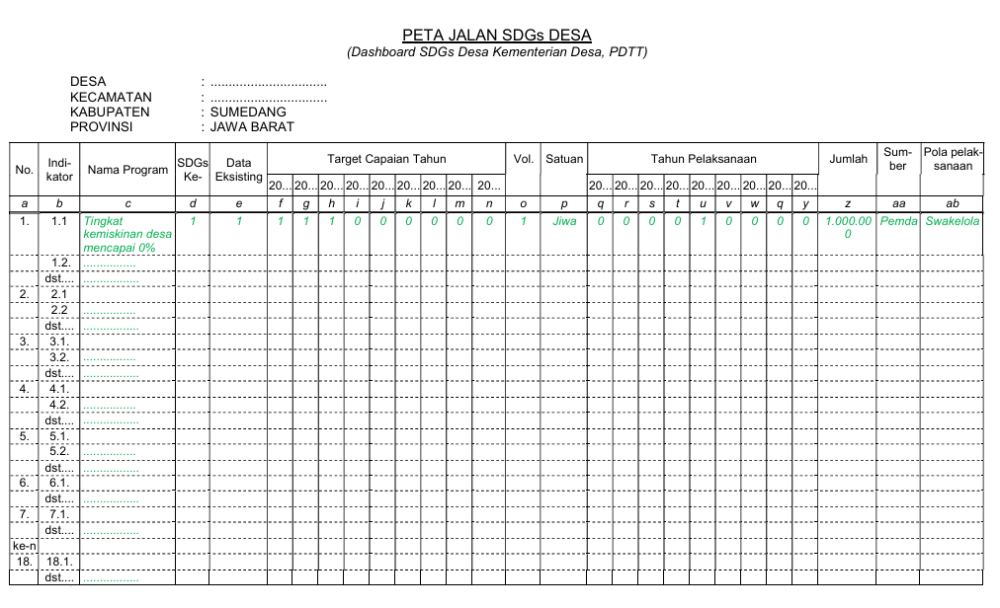 PETA JALAN SDGs DESA
(Dashboard SDGs Desa Kementerian Desa, PDTT)
DESA : ................................
KECAMATAN : ................................
KABUPATEN : SUMEDANG
PROVINSI : JAWA BARAT
No. Indi-kator Nama Program SDGs Ke- Data Eksisting Target Capaian Tahun Vol. Satuan Tahun Pelaksanaan Jumlah Sum-ber Pola pelak-sanaan
20... 20... 20... 20... 20... 20... 20... 20... 20... 20... 20... 20... 20... 20... 20... 20... 20... 20...
a b c d e f g h i j k l m n o p q r s t u v w q y z aa ab
1. 1.1 Tingkat 1 1 1 1 1 0 0 0 0 0 0 1 Jiwa 0 0 0 0 1 0 0 0 0 1.000.00 Pemda Swakelola
kemiskinan desa 0
mencapai 0%
1.2. ................
dst.... .................
2. 2.1
2.2 ................
dst.... .................
3. 3.1.
3.2. ................
dst.... .................
4. 4.1.
4.2. ................
dst.... .................
5. 5.1.
5.2. ................
dst.... .................
6. 6.1.
dst.... .................
7. 7.1.
dst.... .................
ke-n
18. 18.1.
dst.... .................